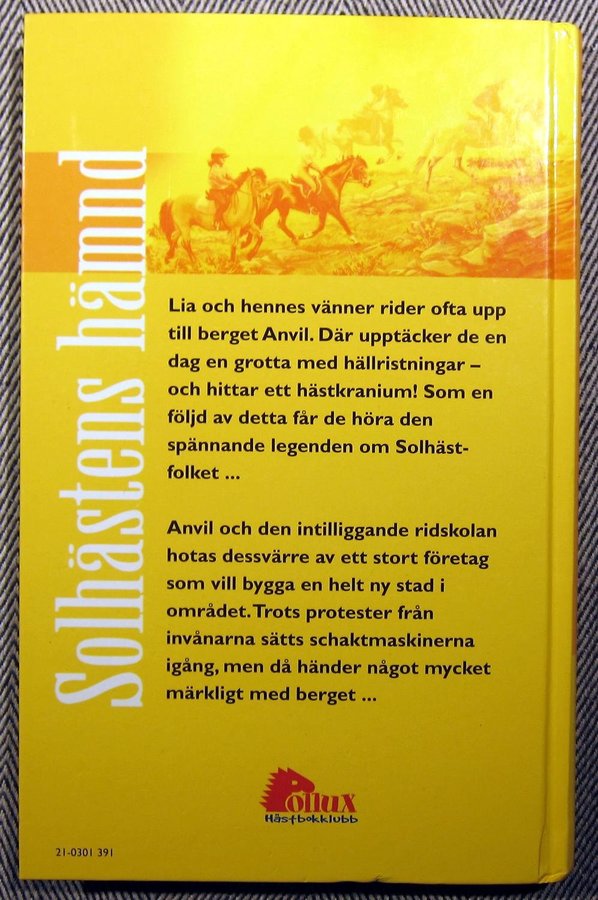 Solhästens hämnd
Lia och hennes vänner rider ofta upp
till berget Anvil. Där upptäcker de en
dag en grotta med hällristningar –
och hittar ett hästkranium! Som en
följd av detta får de höra den
spännande legenden om Solhäst-
folket ...
Anvil och den intilliggande ridskolan
hotas dessvärre av ett stort företag
som vill bygga en helt ny stad i
området. Trots protester från
invånarna sätts schaktmaskinerna
igång, men då händer något mycket
märkligt med berget ...
Pollux
Hästbokklubb
21-0301 391